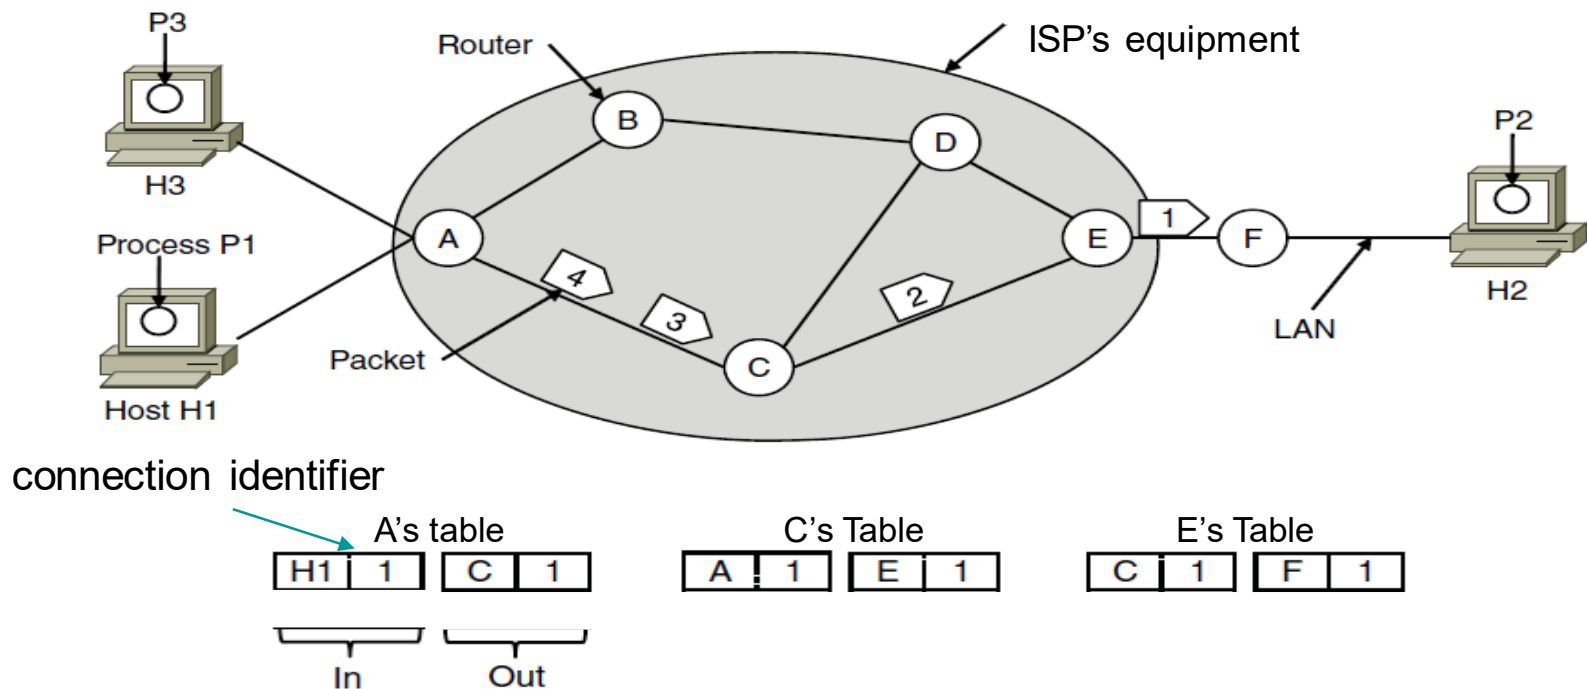 P3
Router
ISP's equipment
B
P2
D
H3
Process P1
A
1
E
F
4
2
3
H2
LAN
Packet
C
Host H1
connection identifier
A's table
C's Table
E's Table
H1 1 C 1
A 1 E 1
C 1 F 1
In
Out